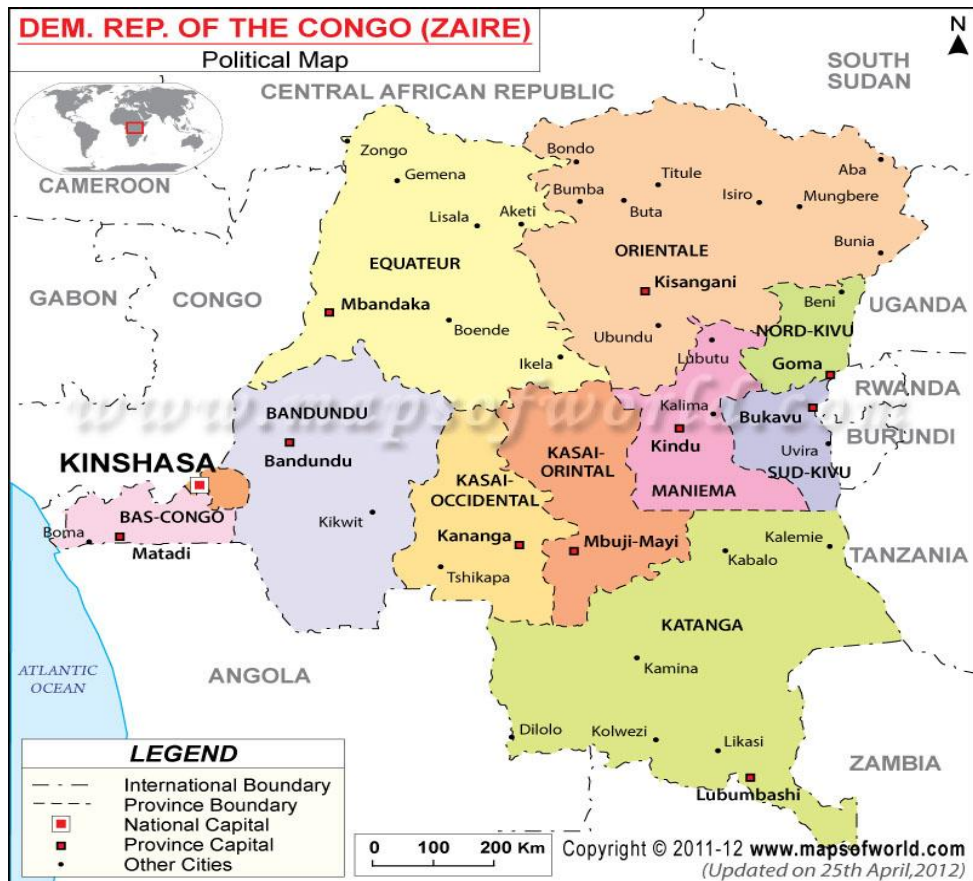 DEM. REP. OF THE CONGO (ZAIRE)
Political Map
N
SOUTH
SUDAN
CENTRAL AFRICAN REPUBLIC
CAMEROON
Zongo
Gemena
Lisala
Aketi
EQUATEUR
Mbandaka
Boende
Ikela
Bondo
Bumba
Titule
Buta
Isiro
Aba
Mungbere
Bunia
ORIENTALE
Kisangani
Ubundu
GABON
CONGO
UGANDA
Beni
NORD-KIVU
Goma
Lubutu
RWANDA
BURUNDI
www.mapsofworld.com
BANDUNDU
Bandundu
Kikwit
KINSHASA
BAS-CONGO
Boma
Matadi
KASAI-
OCCIDENTAL
Kananga
Tshikapa
KASAI-
ORINTAL
Mbuji-Mayi
Kalima
Kindu
MANIEMA
Bukavu
Uvira
SUD-KIVU
TANZANIA
Kalemie
Kabalo
KATANGA
Kamina
Dilolo
Kolwezi
Likasi
Lubumbashi
ATLANTIC
OCEAN
ANGOLA
ZAMBIA
LEGEND
International Boundary
Province Boundary
National Capital
Province Capital
Other Cities
0 100 200 Km
Copyright © 2011-12 www.mapsofworld.com
(Updated on 25th April,2012)